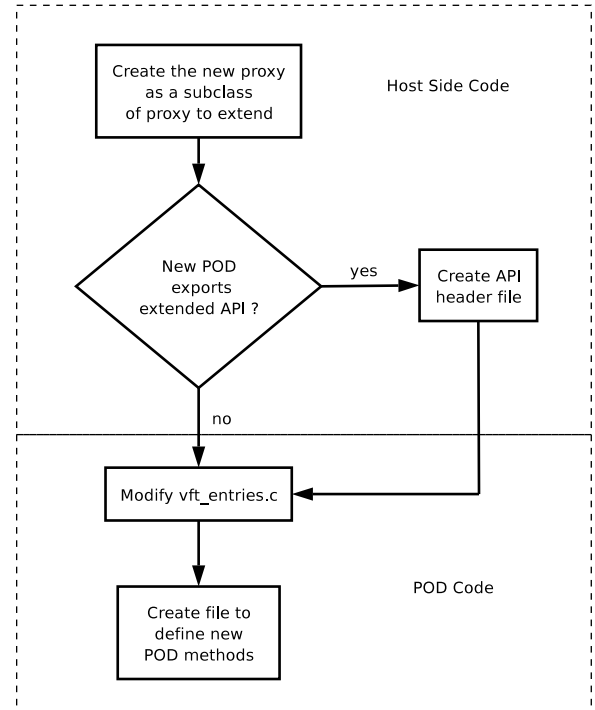 Create the new proxy
as a subclass
of proxy to extend
Host Side Code
New POD
exports
extended API ?
yes
Create API
header file
no
Modify vft_entries.c
Create file to
define new
POD methods
POD Code